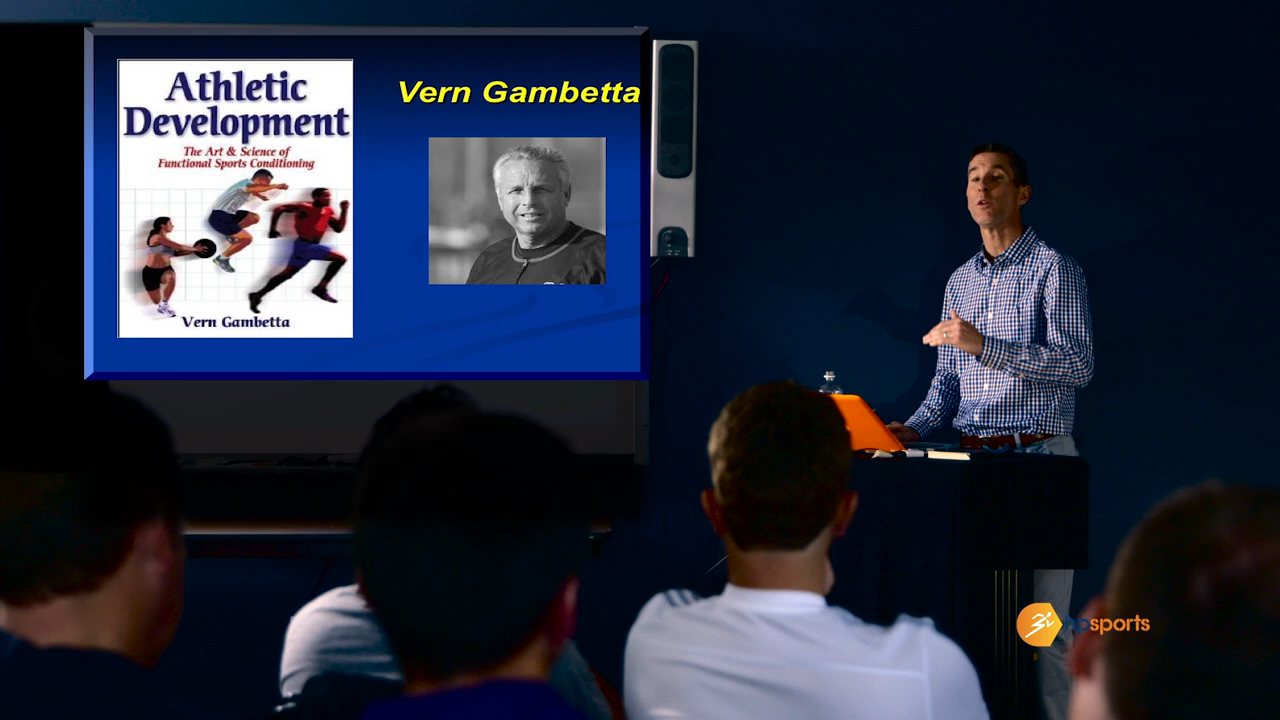 Athletic
Development
The Art & Science of
Functional Sports Conditioning
Vern Gambetta
Vern Gambetta
hpsports